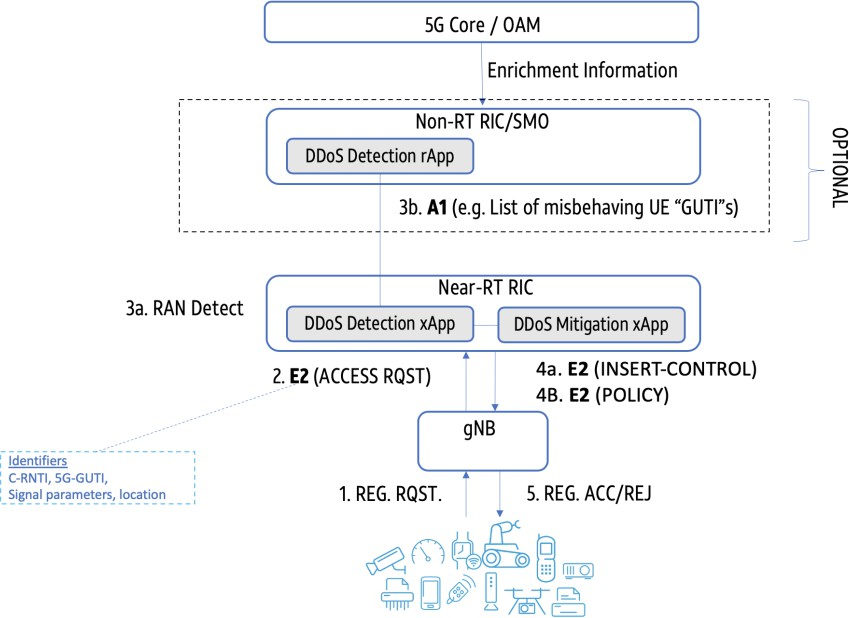 5G Core / OAM
Enrichment Information
Non-RT RIC/SMO
DDoS Detection rApp
OPTIONAL
3b. A1 (e.g. List of misbehaving UE “GUTI”s)
Near-RT RIC
3a. RAN Detect
DDoS Detection xApp
DDoS Mitigation xApp
2. E2 (ACCESS RQST)
4a. E2 (INSERT-CONTROL)
4B. E2 (POLICY)
gNB
Identifiers
C-RNTI, 5G-GUTI,
Signal parameters, location
1. REG. RQST.
5. REG. ACC/REJ